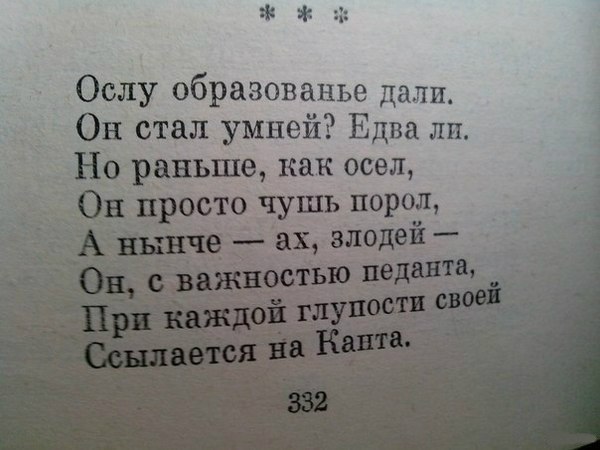 * * *
Ослу образованье дали.
Он стал умней? Едва ли.
Но раньше, как осел,
Он просто чушь порол,
А нынче — ах, злодей —
Он, с важностью педанта,
При каждой глупости своей
Ссылается на Канта.
332